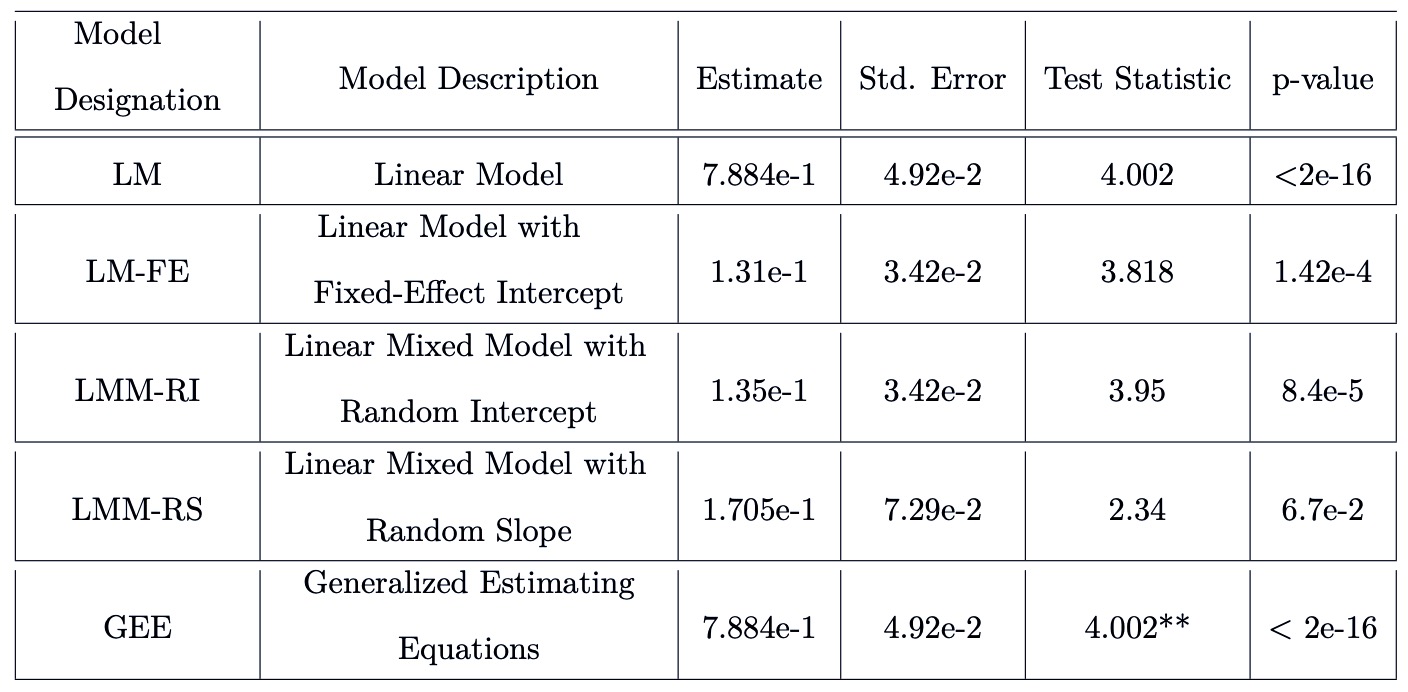 Model
Designation
Model Description
Estimate
Std. Error
Test Statistic
p-value
LM
Linear Model
7.884e-1
4.92e-2
4.002
<2e-16
LM-FE
Linear Model with
Fixed-Effect Intercept
1.31e-1
3.42e-2
3.818
1.42e-4
LMM-RI
Linear Mixed Model with
Random Intercept
1.35e-1
3.42e-2
3.95
8.4e-5
LMM-RS
Linear Mixed Model with
Random Slope
1.705e-1
7.29e-2
2.34
6.7e-2
GEE
Generalized Estimating
Equations
7.884e-1
4.92e-2
4.002**
< 2e-16